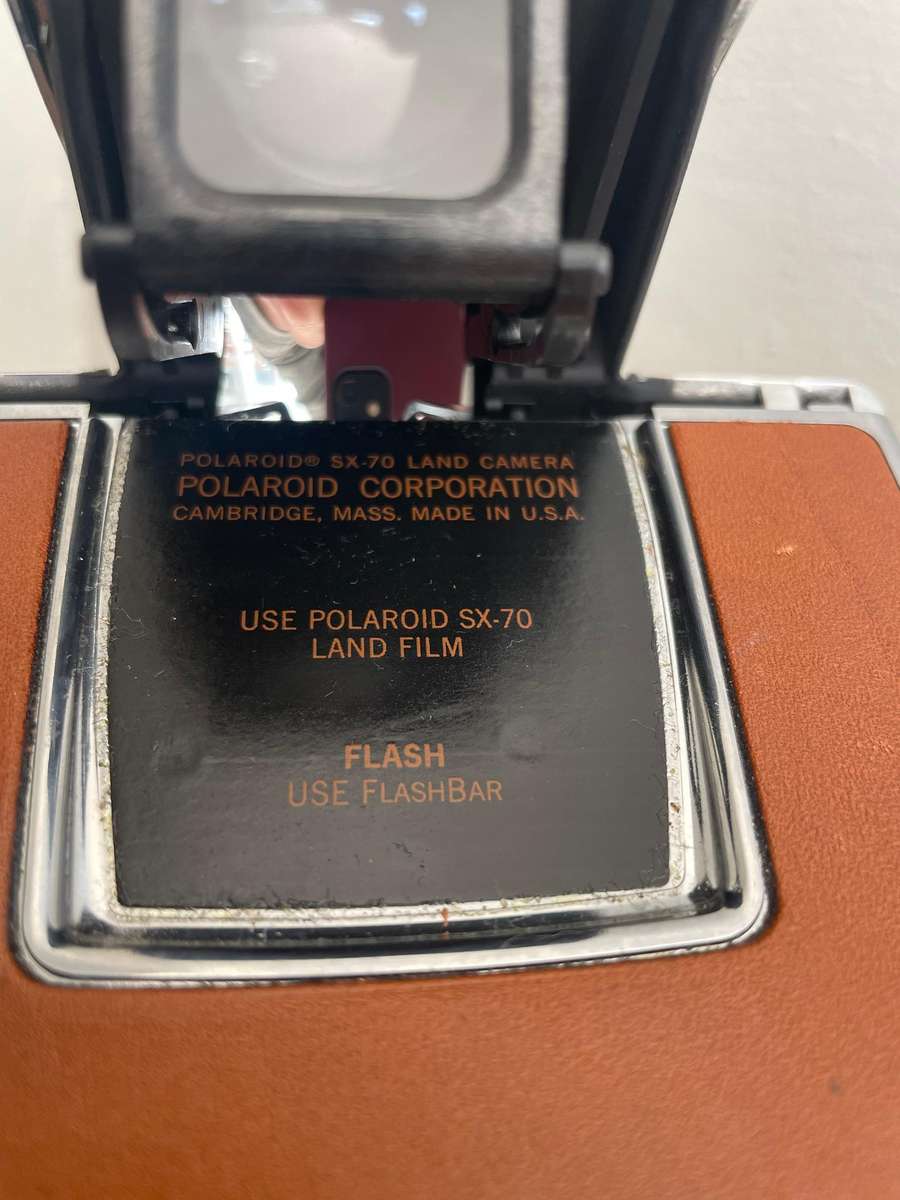 POLAROID® SX-70 LAND CAMERA
POLAROID CORPORATION
CAMBRIDGE, MASS. MADE IN U.S.A.
USE POLAROID SX-70
LAND FILM
FLASH
USE FLASHBAR